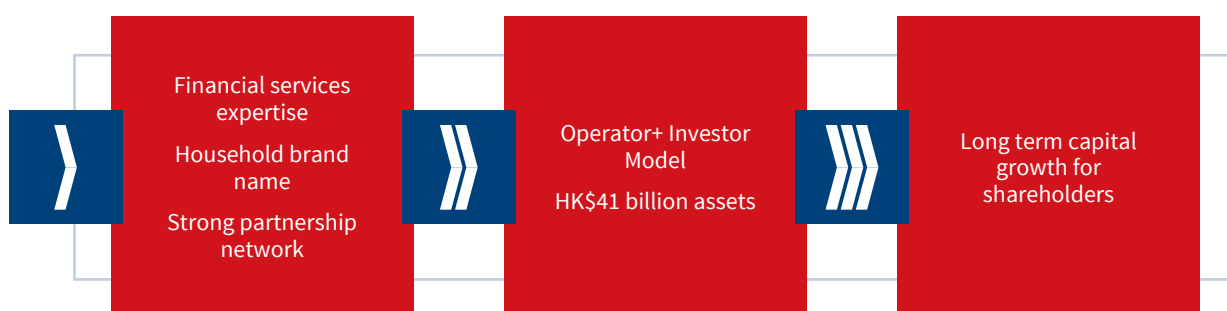 Financial services
expertise
Household brand
name
Strong partnership
network
Operator+ Investor
Model
HK$41 billion assets
Long term capital
growth for
shareholders